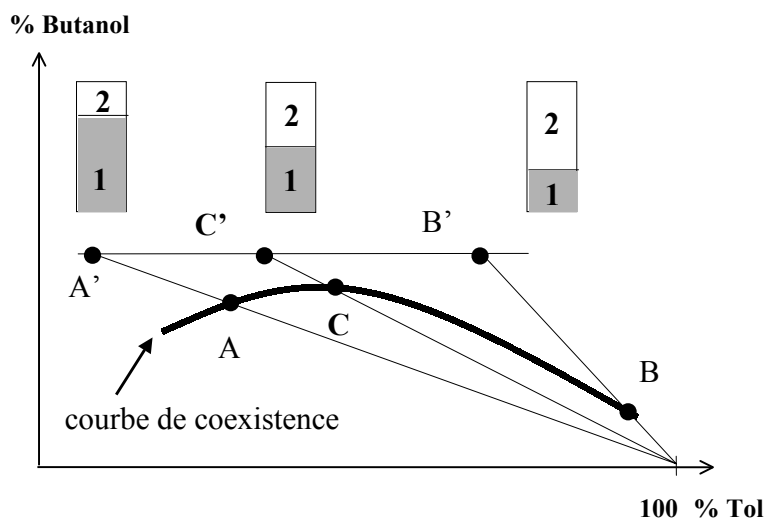 % Butanol
2
1
2
1
2
1
C’
B’
A’
C
A
B
courbe de coexistence
100 % Tol